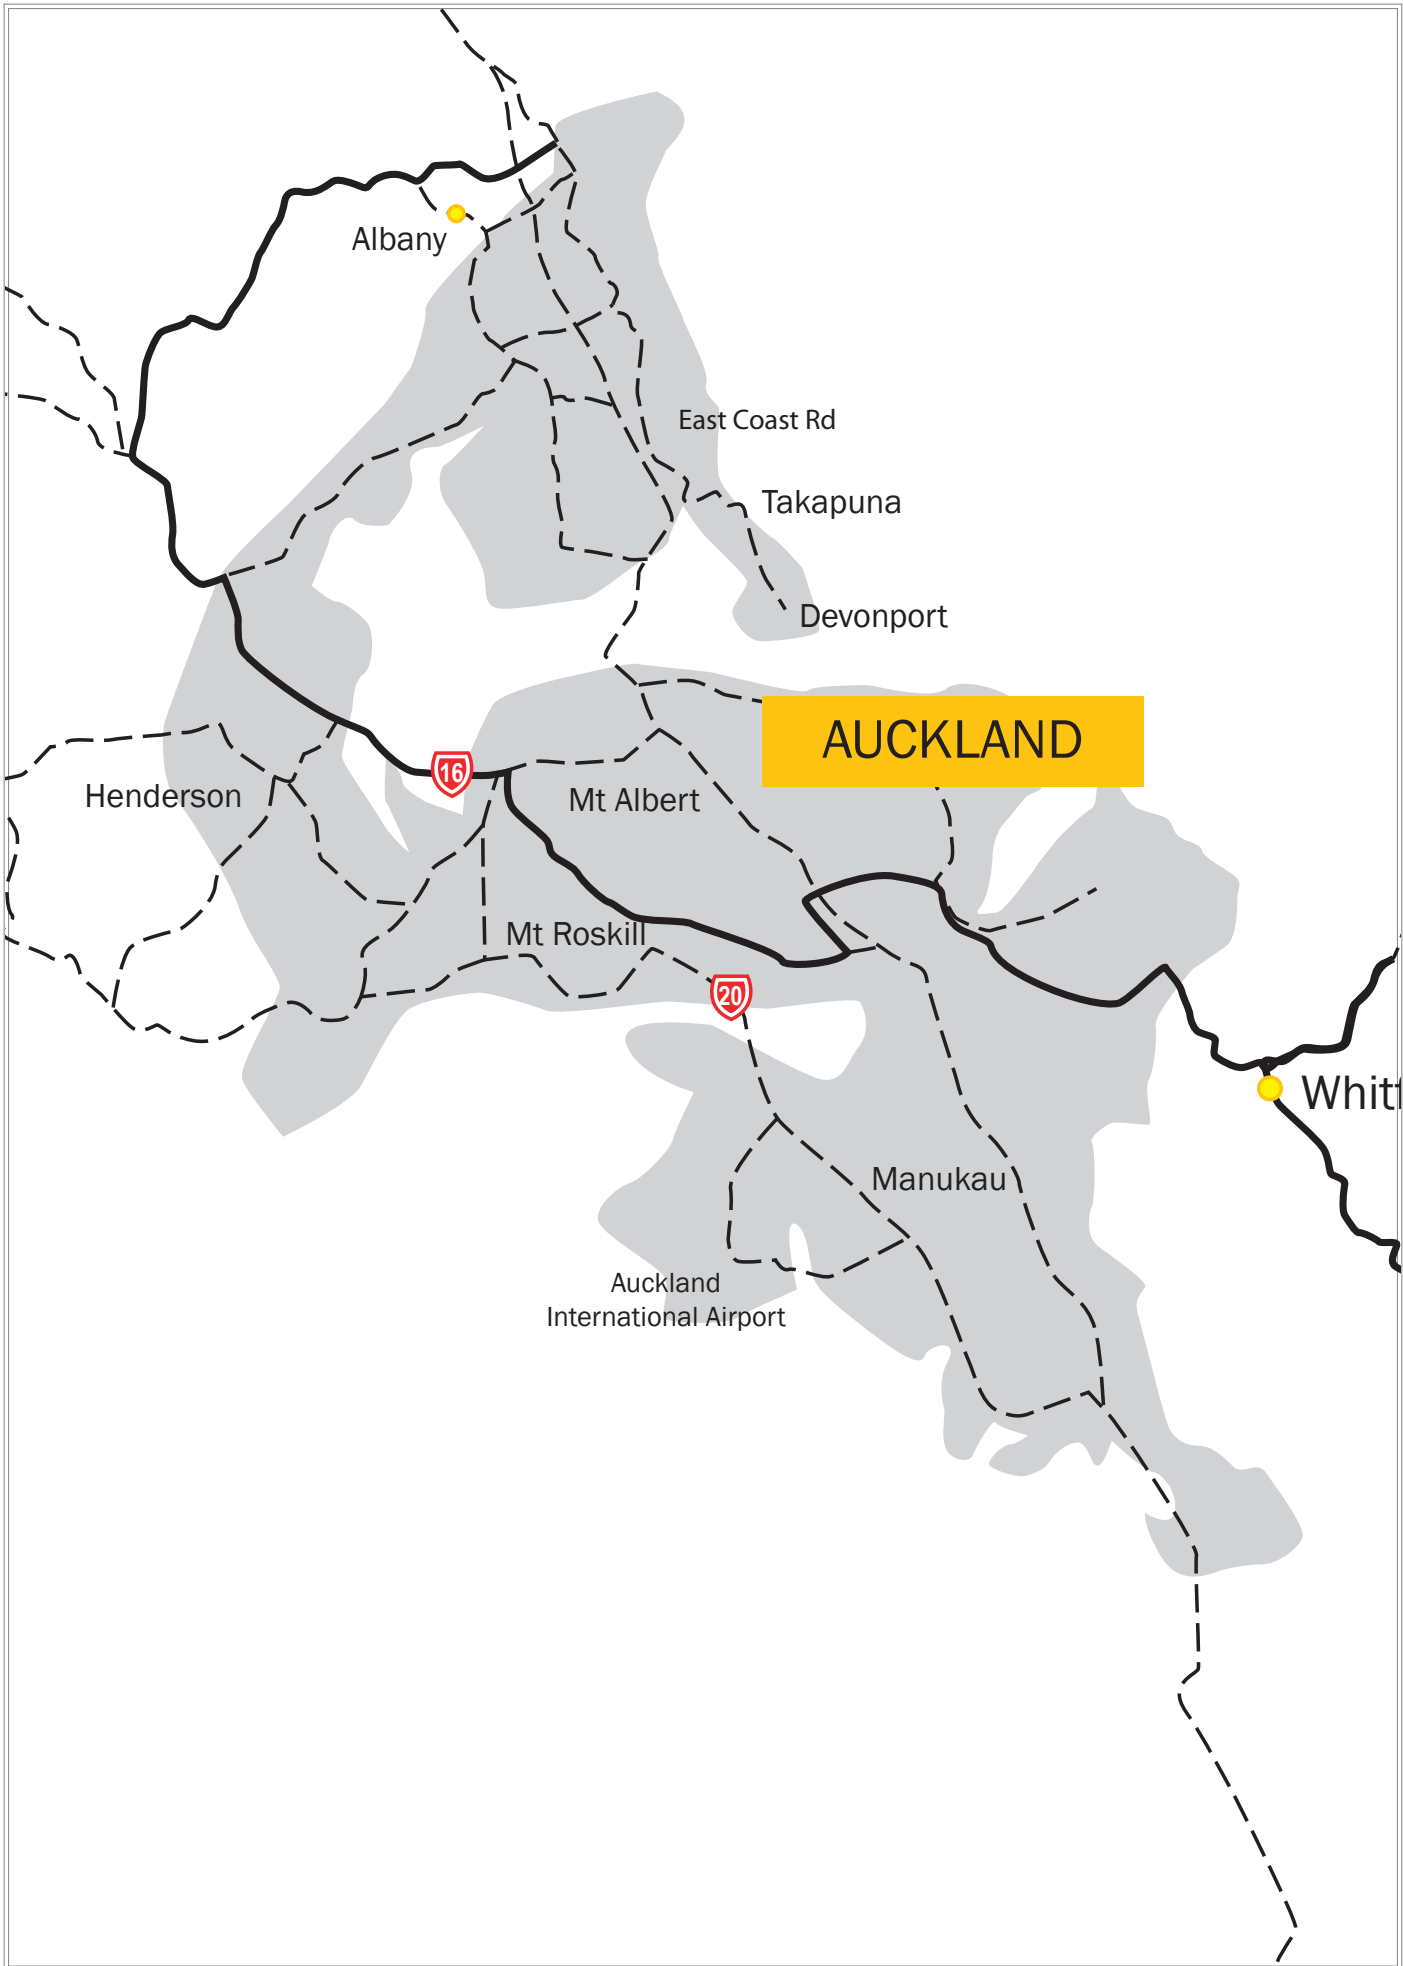 Albany
East Coast Rd
Takapuna
Devonport
AUCKLAND
16
Henderson
Mt Albert
Mt Roskill
20
Manukau
Auckland
International Airport